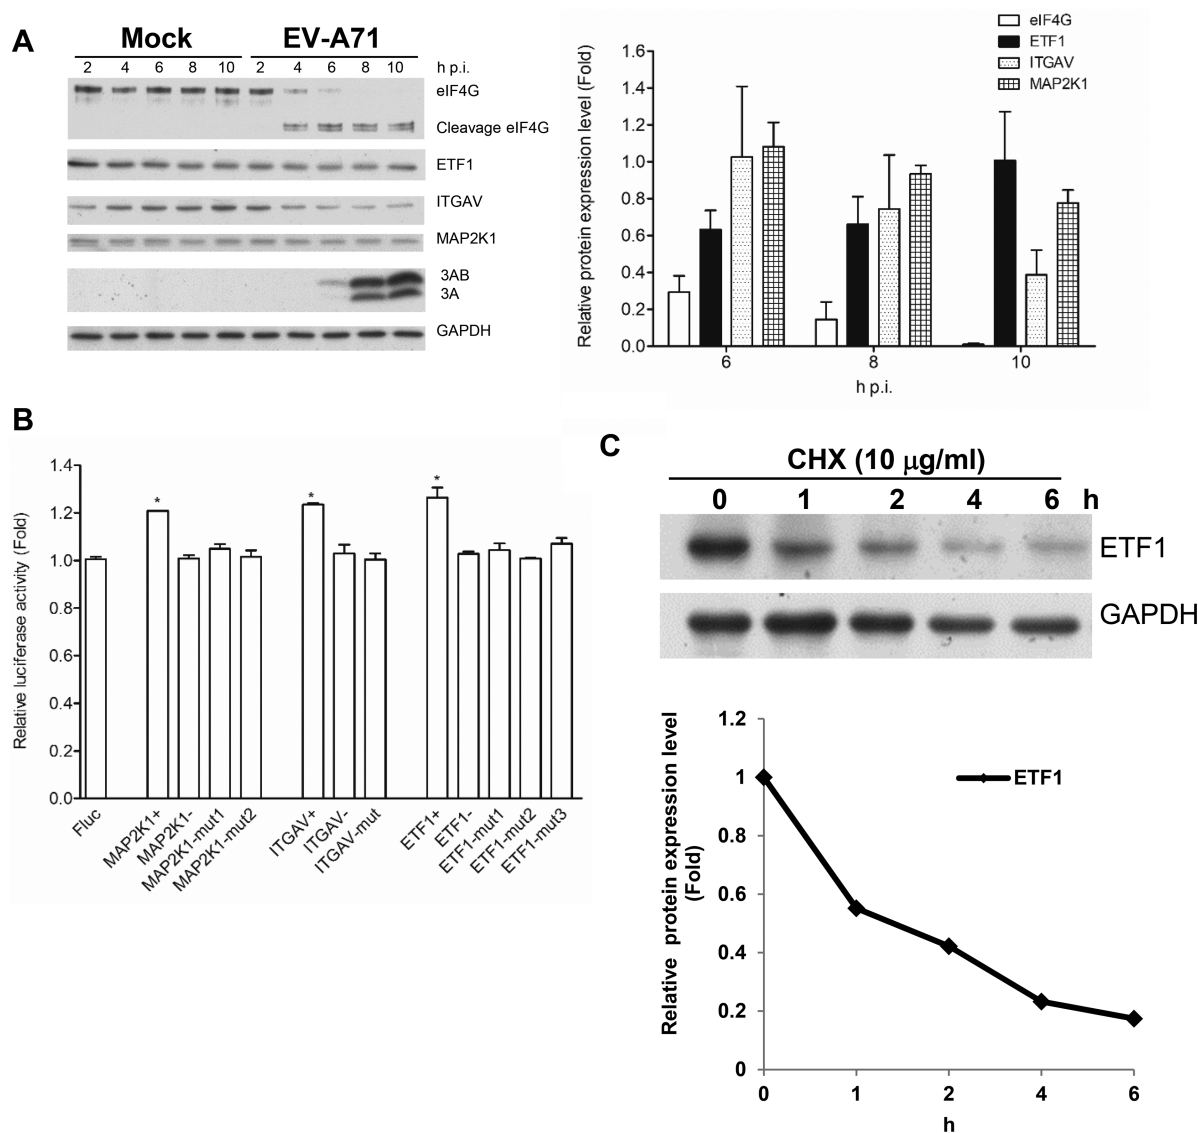 A
Mock EV-A71
2 4 6 8 10 2 4 6 8 10 h p.i.
eIF4G
Cleavage eIF4G
ETF1
ITGAV
MAP2K1
3AB
3A
GAPDH
eIF4G
ETF1
ITGAV
MAP2K1
Relative protein expression level (Fold)
1.6
1.4
1.2
1.0
0.8
0.6
0.4
0.2
0.0
6 8 10
h p.i.
B
Relative luciferase activity (Fold)
1.4
1.2
1.0
0.8
0.6
0.4
0.2
0.0
* * *
Fluc MAP2K1+ MAP2K1- MAP2K1-mut1 MAP2K1-mut2 ITGAV+ ITGAV- ITGAV-mut ETF1+ ETF1- ETF1-mut1 ETF1-mut2 ETF1-mut3
C
CHX (10 μg/ml)
0 1 2 4 6 h
ETF1
GAPDH
Relative protein expression level
(Fold)
1.2
1
0.8
0.6
0.4
0.2
0
ETF1
0 1 2 4 6
h